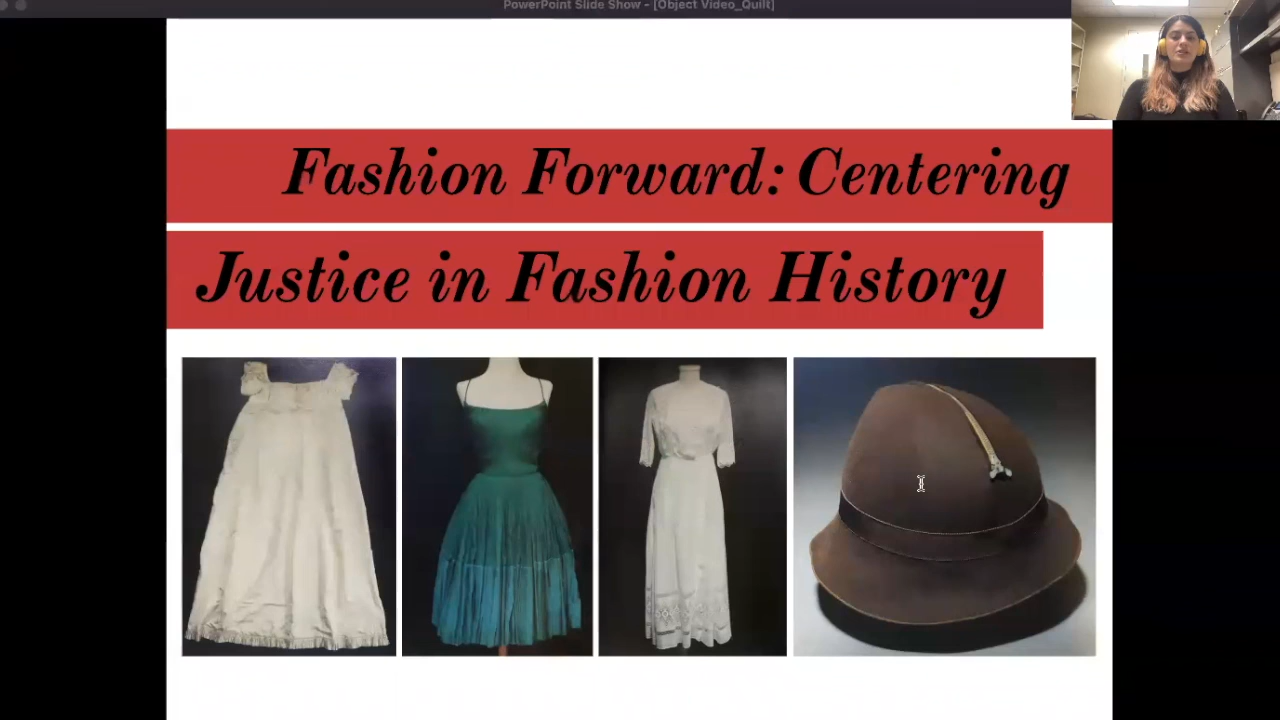 PowerPoint Slide Show - [Object Video_Quilt]
Fashion Forward: Centering
Justice in Fashion History